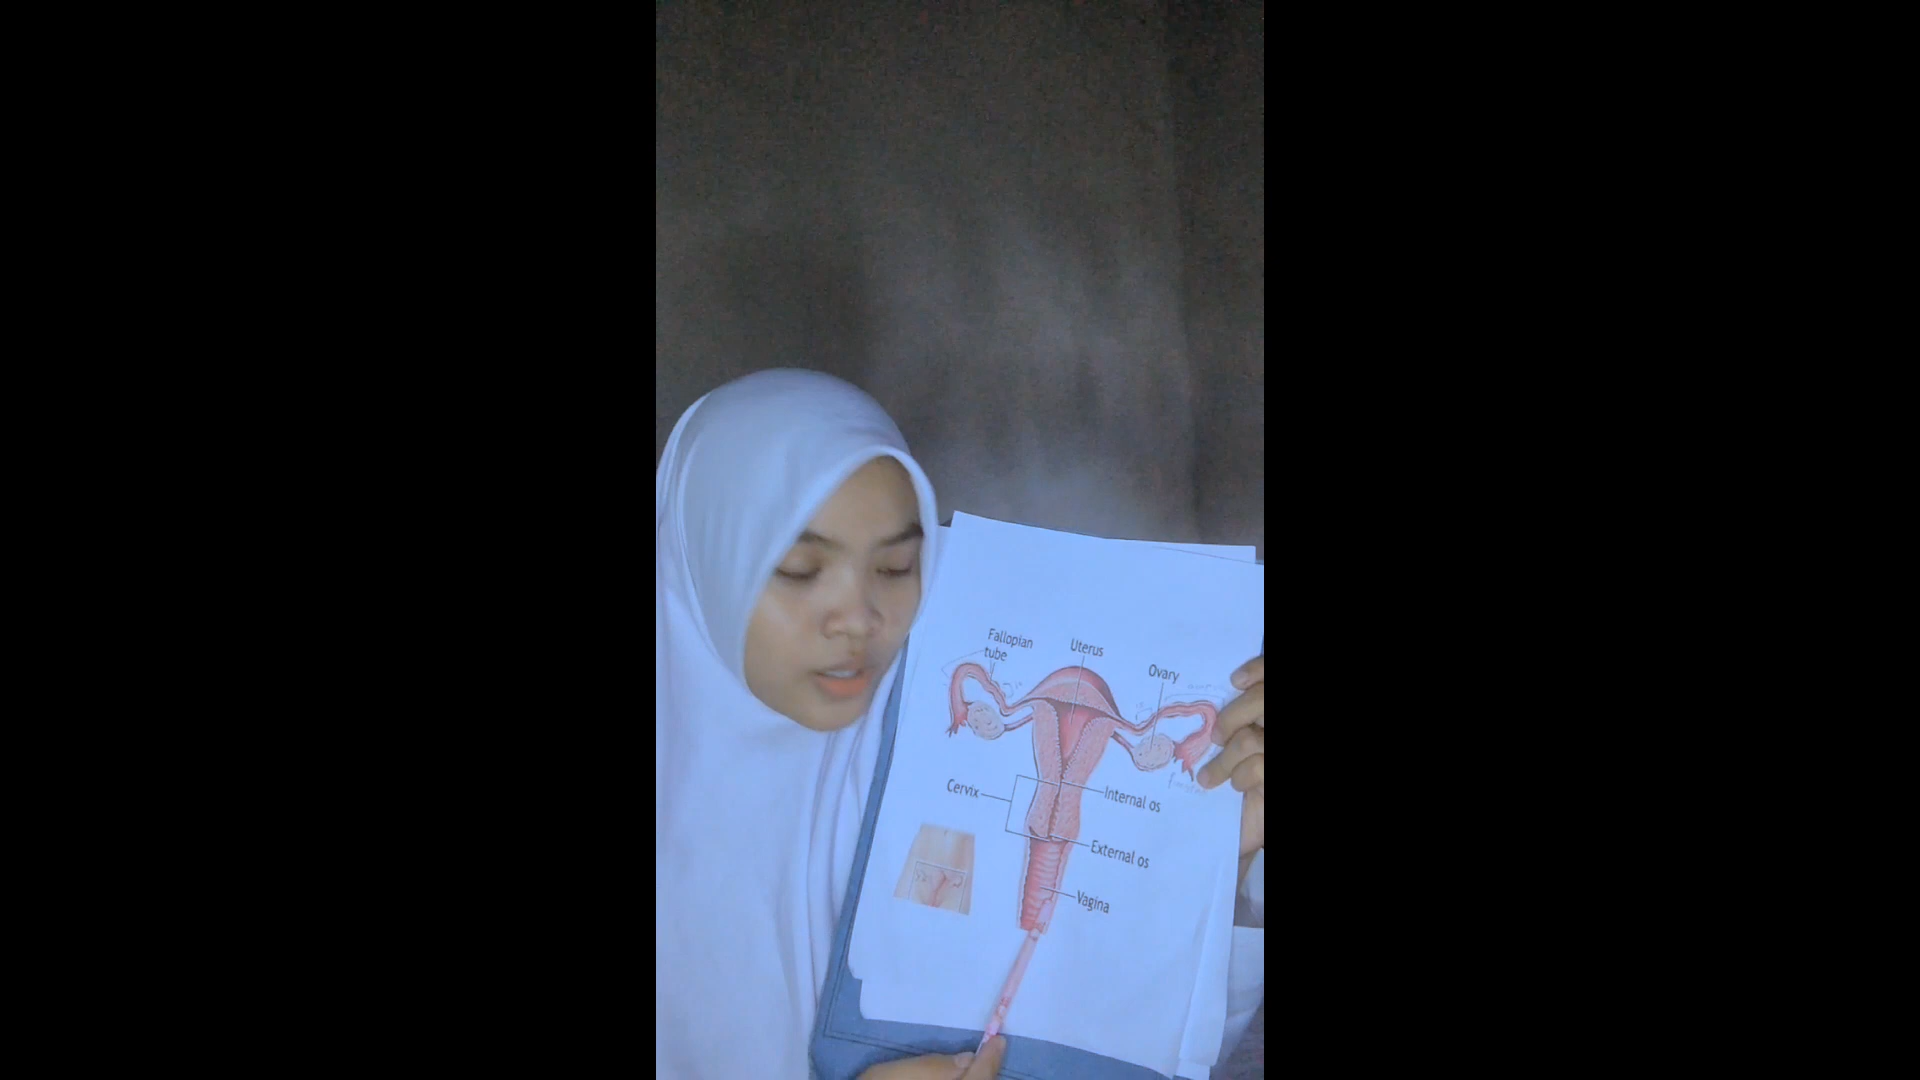 Fallopian
tube
Uterus
Ovary
Cervix
Internal os
External os
Vagina